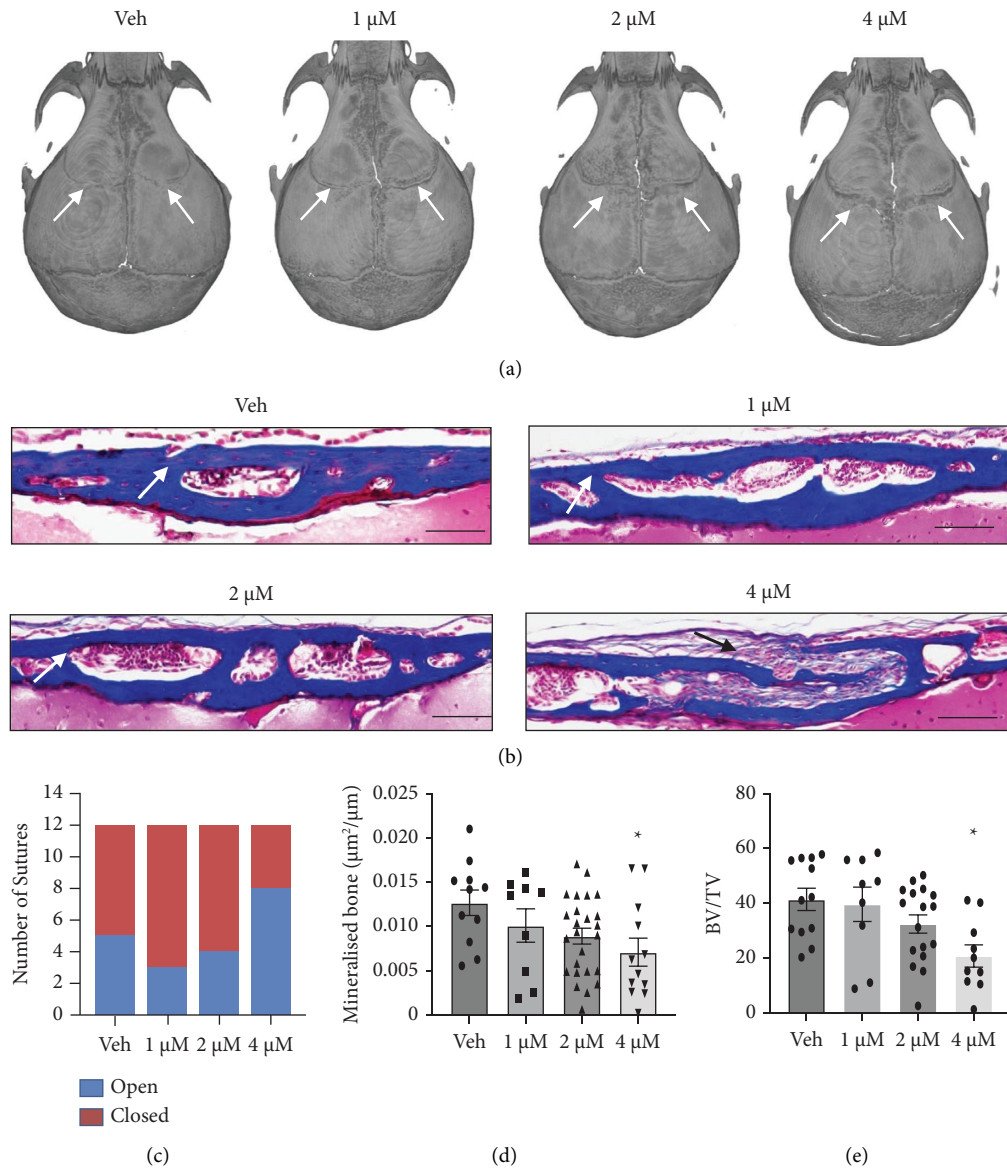 Veh 1 μM 2 μM 4 μM
(a)
Veh 1 μM
2 μM 4 μM
(b)
Number of Sutures
14
12
10
8
6
4
2
0
Veh 1 μM 2 μM 4 μM
Open
Closed
(c)
Mineralised bone (μm²/μm)
0.025
0.020
0.015
0.010
0.005
0
*
Veh 1 μM 2 μM 4 μM
(d)
BV/TV
80
60
40
20
0
*
Veh 1 μM 2 μM 4 μM
(e)